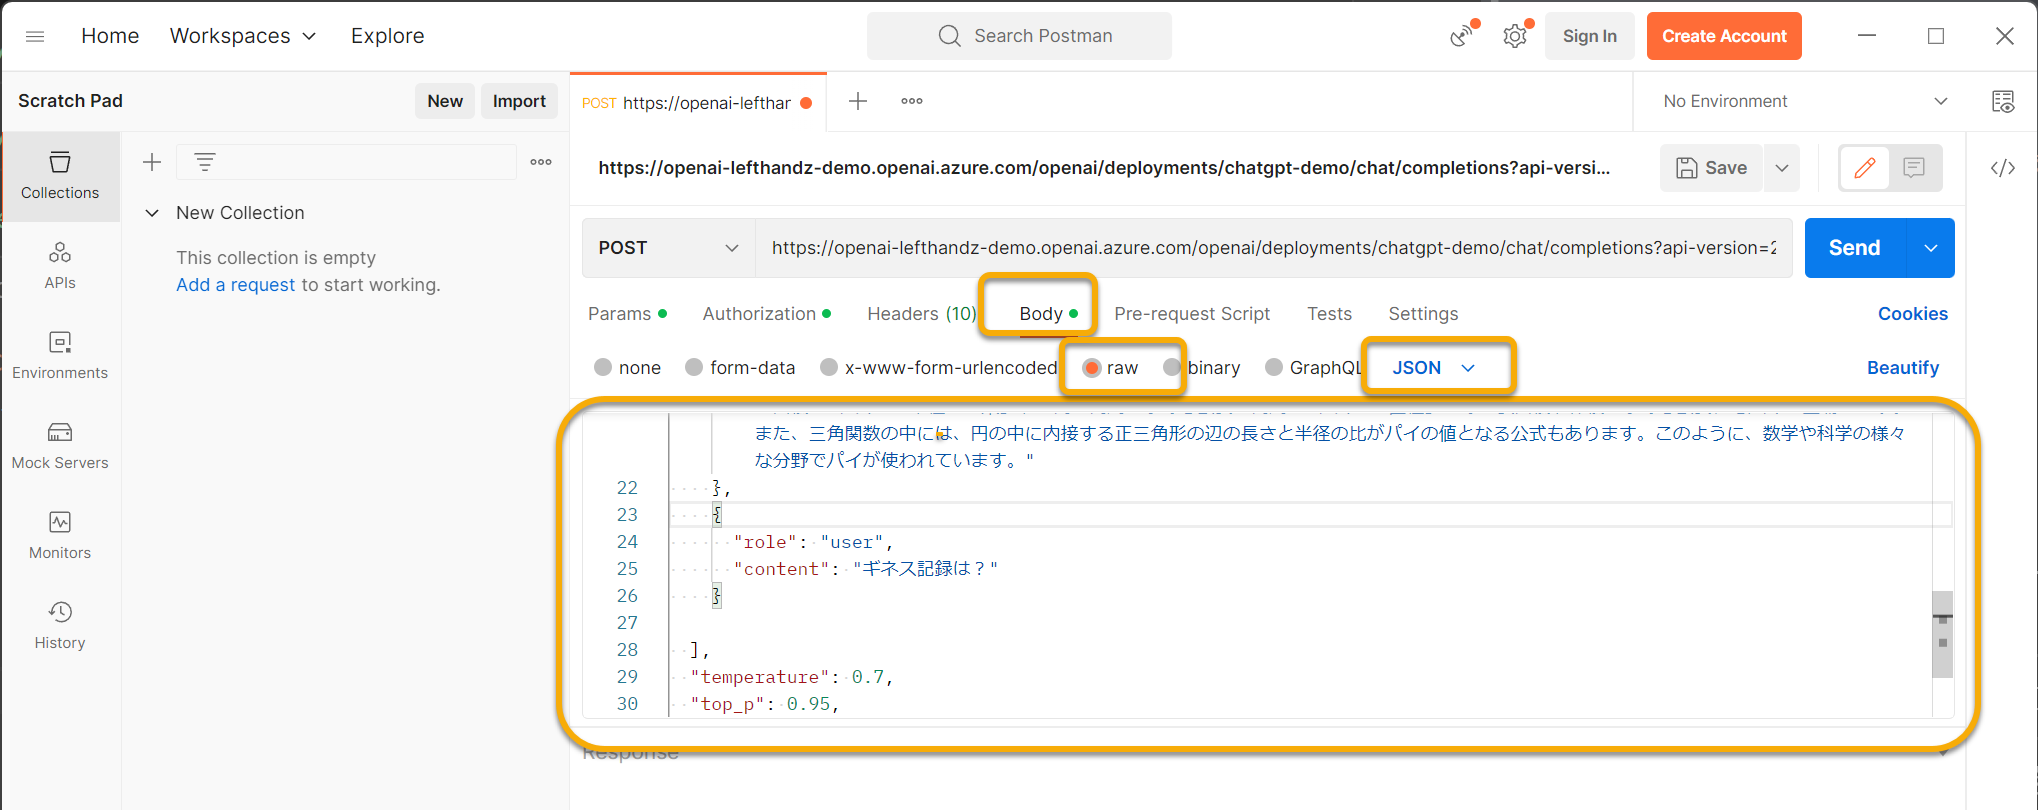 Home Workspaces Explore Search Postman Sign In Create Account
Scratch Pad New Import POST https://openai-lefthar No Environment
Collections
https://openai-lefthandz-demo.openai.azure.com/openai/deployments/chatgpt-demo/chat/completions?api-versi... Save
New Collection
This collection is empty
Add a request to start working.
APIs
Environments
Mock Servers
Monitors
History
POST https://openai-lefthandz-demo.openai.azure.com/openai/deployments/chatgpt-demo/chat/completions?api-version=2 Send
Params Authorization Headers (10) Body Pre-request Script Tests Settings Cookies
none form-data x-www-form-urlencoded raw binary GraphQL JSON Beautify
また、三角関数の中には、円の中に内接する正三角形の辺の長さと半径の比がパイの値となる公式もあります。このように、数学や科学の様々
な分野でパイが使われています。"
22 },
23 {
24 "role": "user",
25 "content": "ギネス記録は？"
26 }
27
28 ],
29 "temperature": 0.7,
30 "top_p": 0.95,
Response